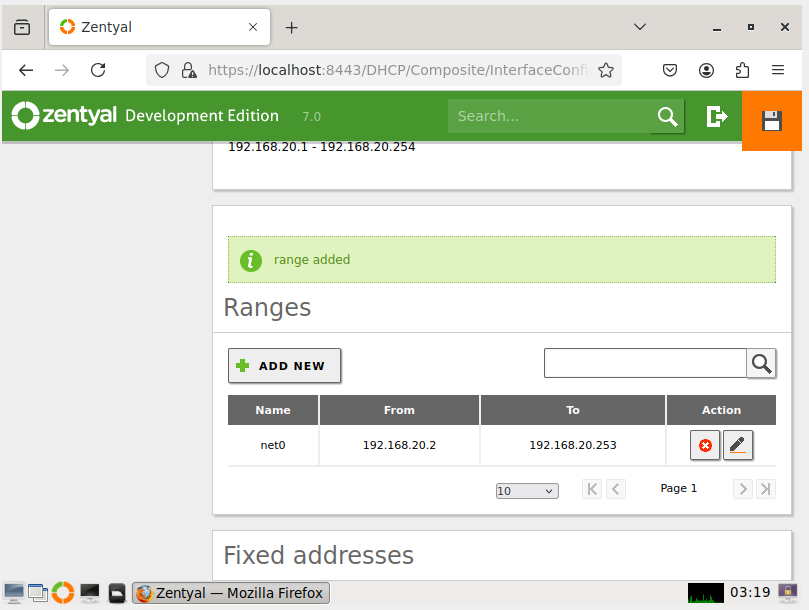 Zentyal
https://localhost:8443/DHCP/Composite/InterfaceConfi
zentyal Development Edition 7.0
Search...
192.168.20.1 - 192.168.20.254
range added
Ranges
ADD NEW
Name From To Action
net0 192.168.20.2 192.168.20.253
10 Page 1
Fixed addresses
Zentyal — Mozilla Firefox 03:19